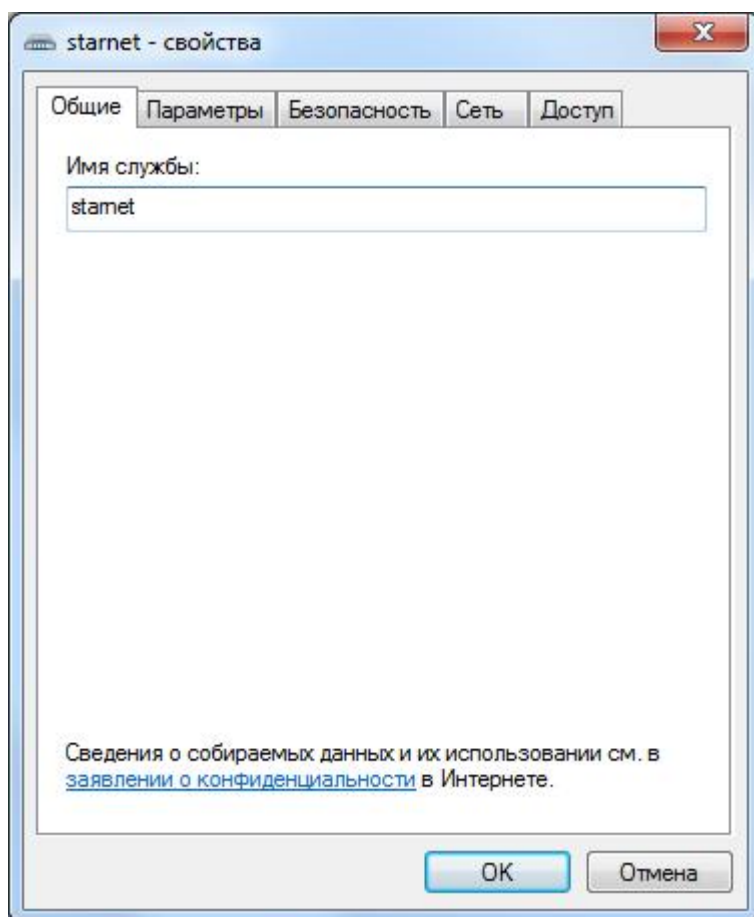 starnet - свойства
Общие Параметры Безопасность Сеть Доступ
Имя службы:
starnet
Сведения о собираемых данных и их использовании см. в
заявлении о конфиденциальности в Интернете.
OK Отмена